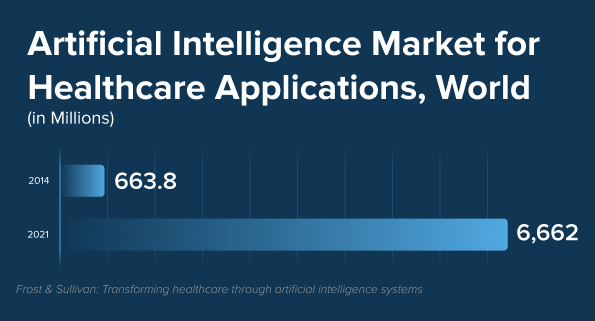 Artificial Intelligence Market for
Healthcare Applications, World
(in Millions)
2014 663.8
2021 6,662
Frost & Sullivan: Transforming healthcare through artificial intelligence systems